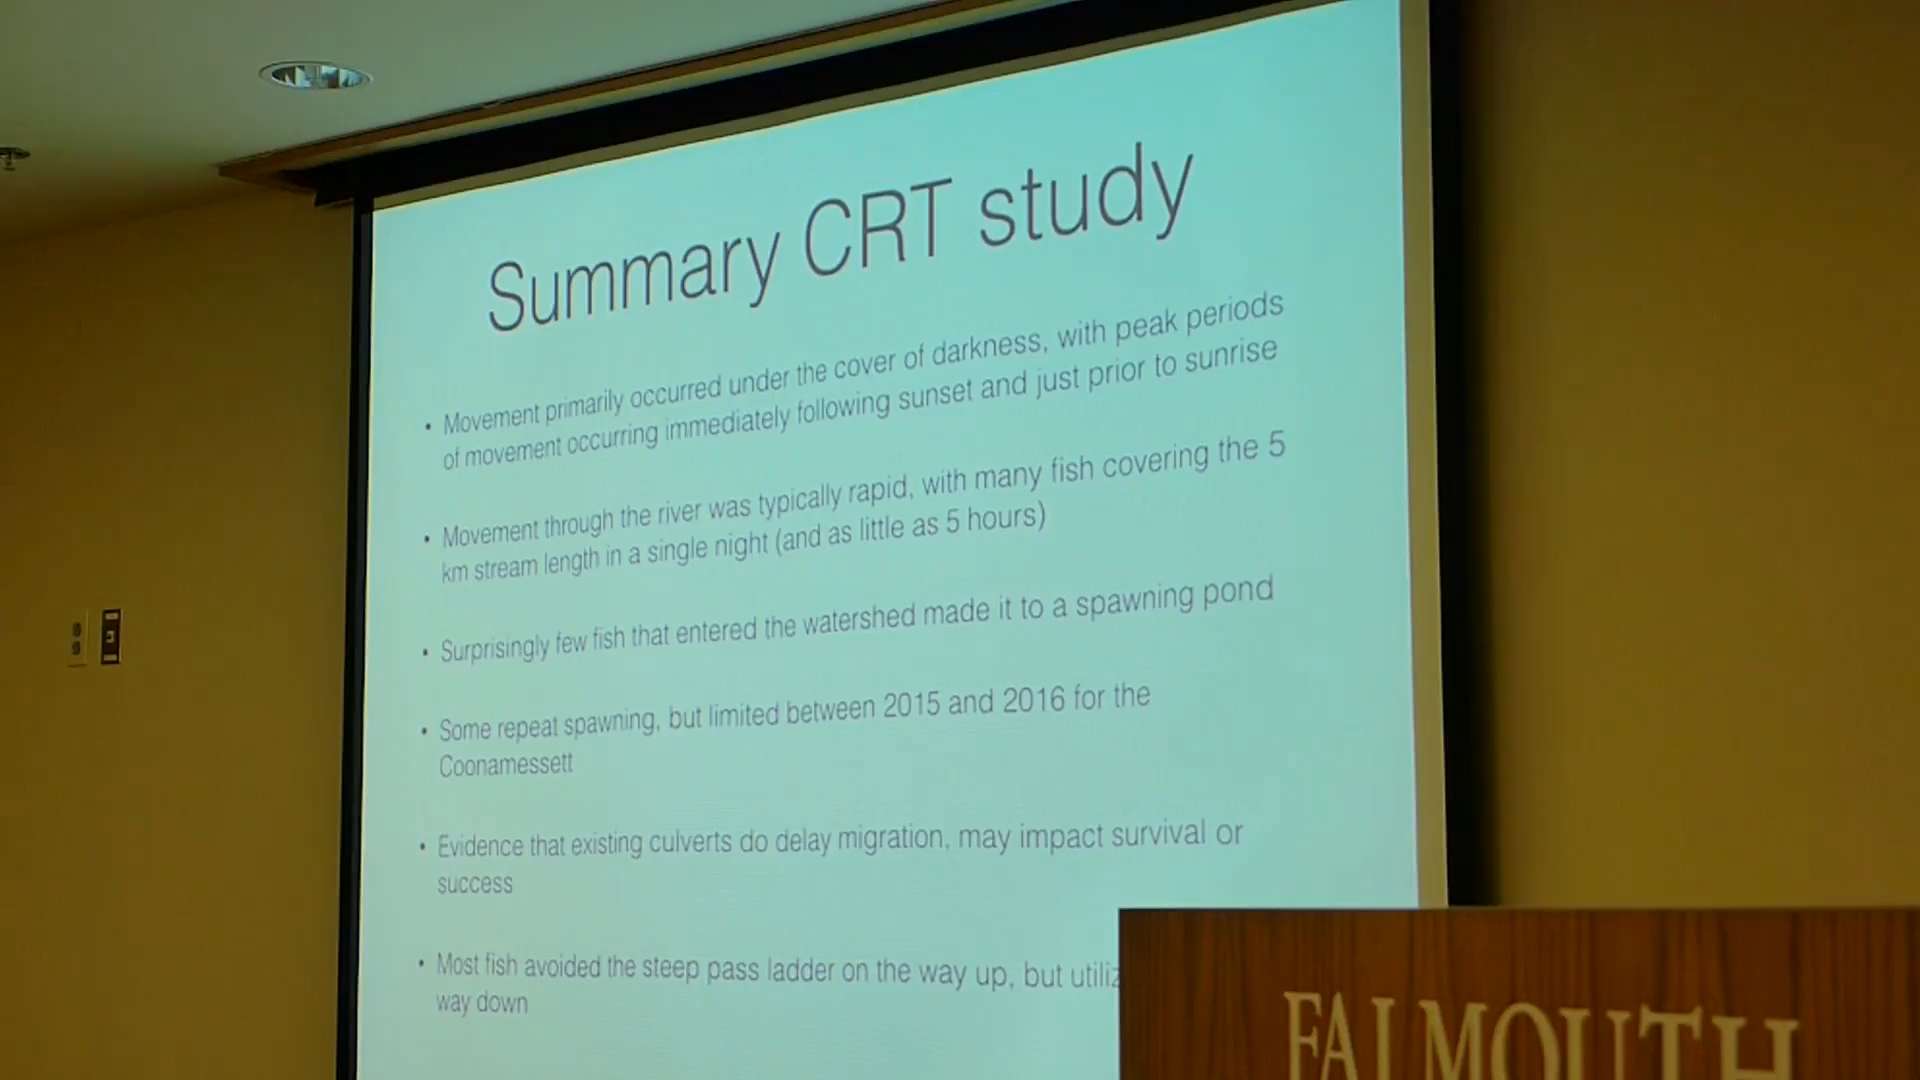 Summary CRT study
• Movement primarily occurred under the cover of darkness, with peak periods
of movement occurring immediately following sunset and just prior to sunrise
• Movement through the river was typically rapid, with many fish covering the 5
km stream length in a single night (and as little as 5 hours)
• Surprisingly few fish that entered the watershed made it to a spawning pond
• Some repeat spawning, but limited between 2015 and 2016 for the
Coonamessett
• Evidence that existing culverts do delay migration, may impact survival or
success
• Most fish avoided the steep pass ladder on the way up, but utiliz
way down
FALMOUTH